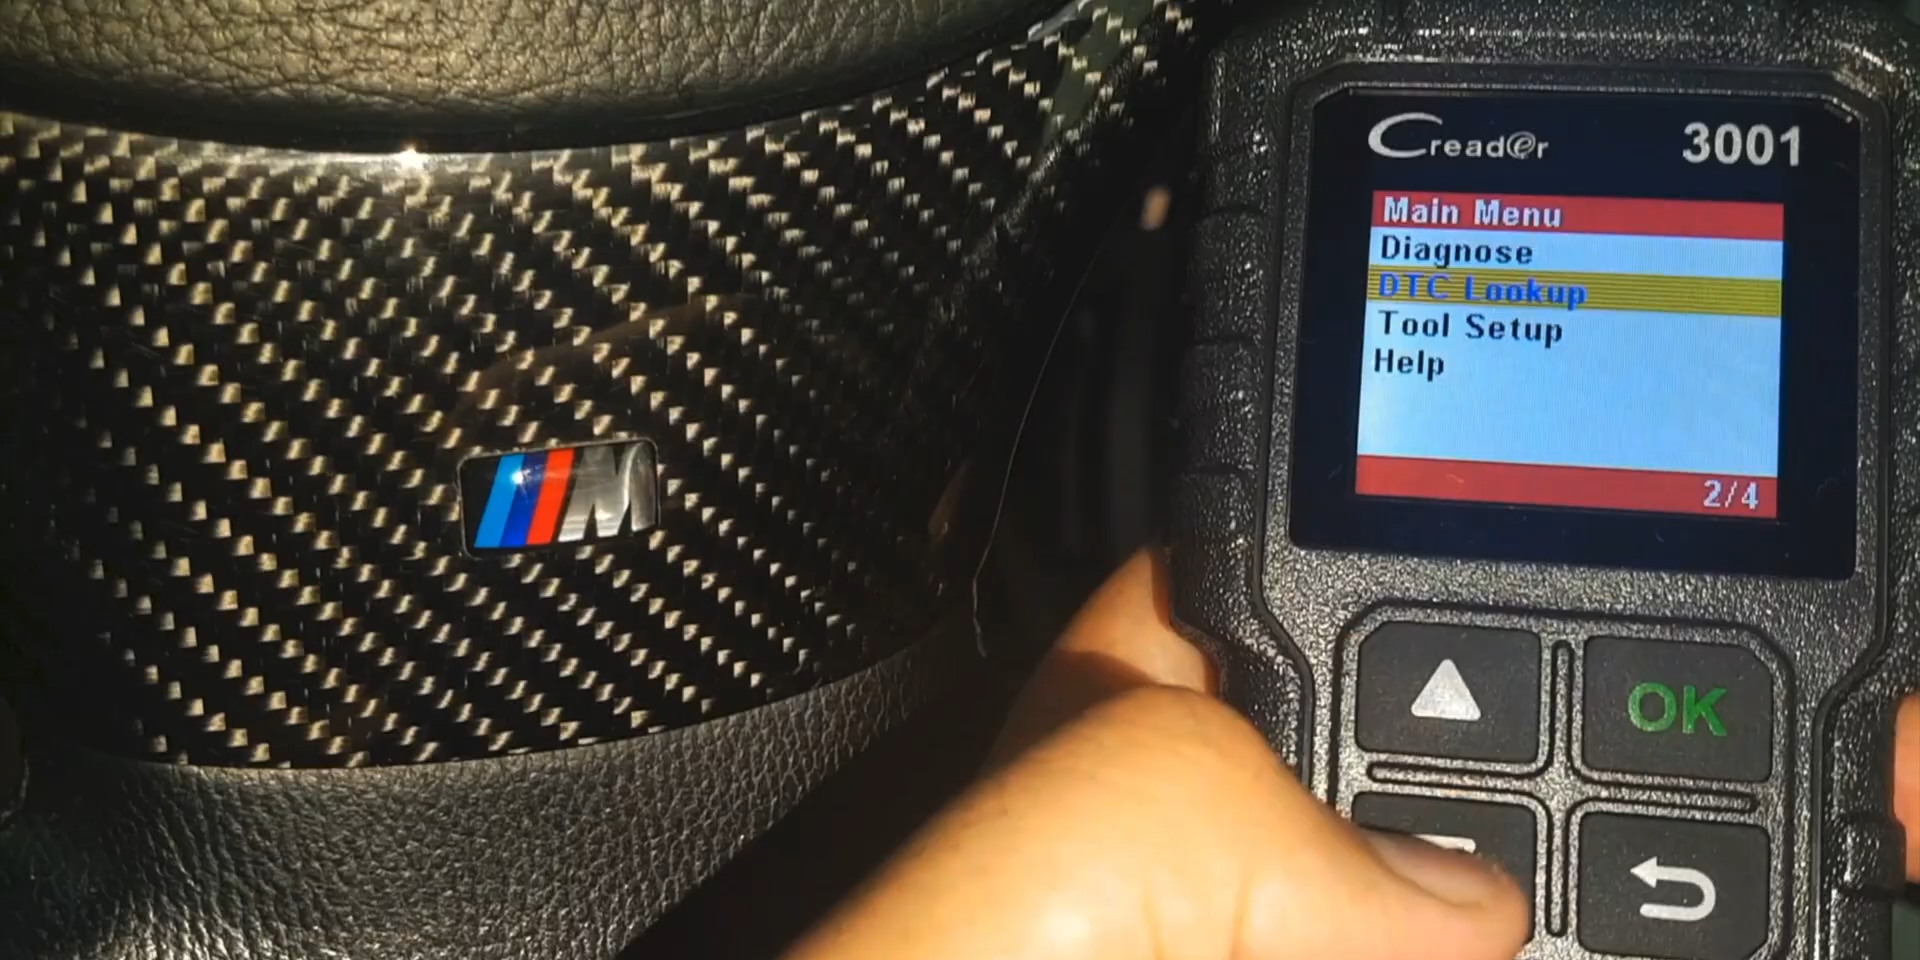 Creader 3001
Main Menu
Diagnose
DTC Lookup
Tool Setup
Help
2/4
M
OK